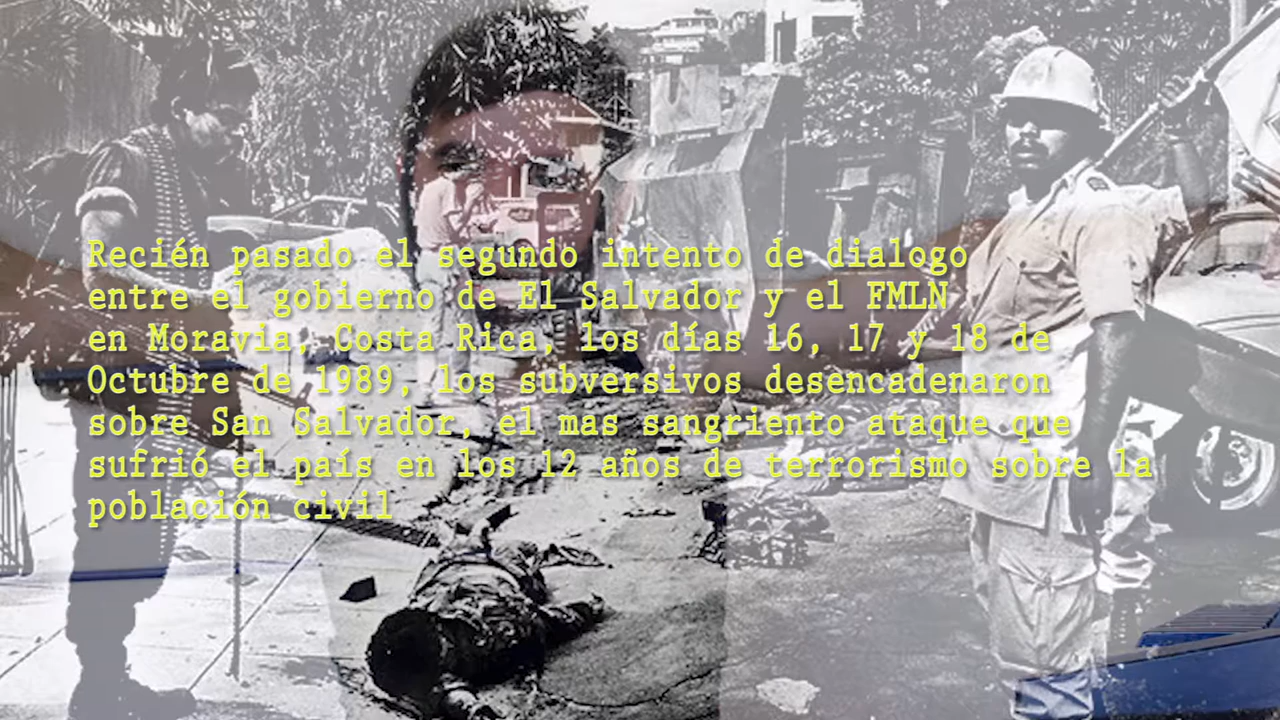 Recién pasado el segundo intento de dialogo
entre el gobierno de El Salvador y el FMLN
en Moravia, Costa Rica, los días 16, 17 y 18 de
Octubre de 1989, los subversivos desencadenaron
sobre San Salvador, el mas sangriento ataque que
sufrió el país en los 12 años de terrorismo sobre la
población civil